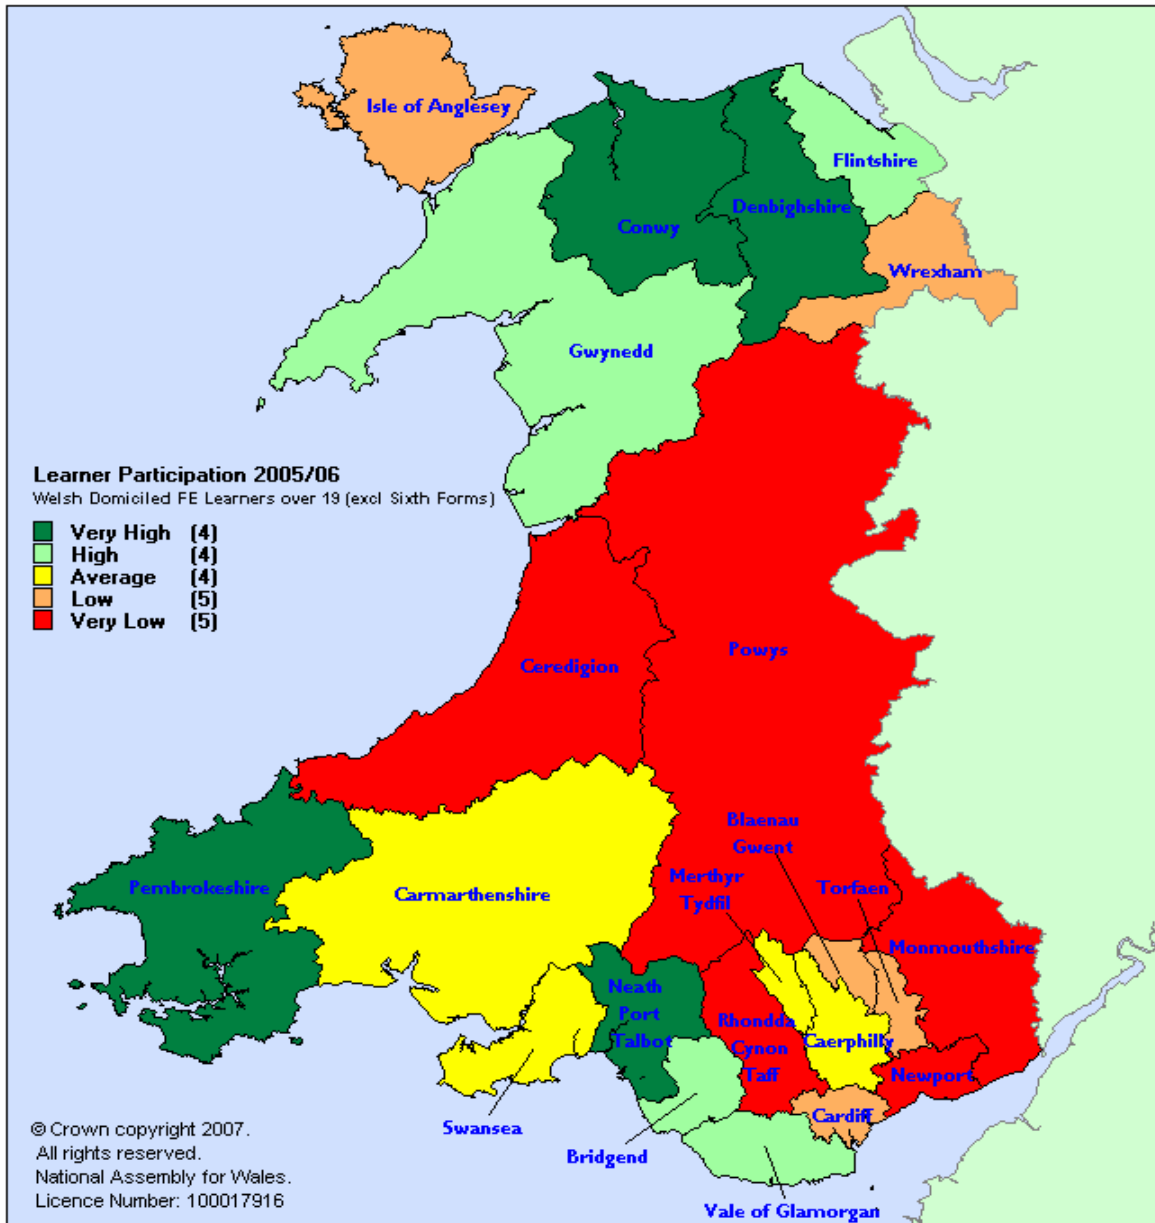 Isle of Anglesey
Flintshire
Denbighshire
Conwy
Wrexham
Gwynedd
Learner Participation 2005/06
Welsh Domiciled FE Learners over 19 (excl Sixth Forms)
Very High (4)
High (4)
Average (4)
Low (5)
Very Low (5)
Powys
Ceredigion
Blaenau
Gwent
Merthyr
Tydfil
Torfaen
Pembrokeshire
Carmarthenshire
Monmouthshire
Neath
Port
Talbot
Rhondda
Cynon
Taff
Caerphilly
Newport
Cardiff
Swansea
Bridgend
Vale of Glamorgan
© Crown copyright 2007.
All rights reserved.
National Assembly for Wales.
Licence Number: 100017916